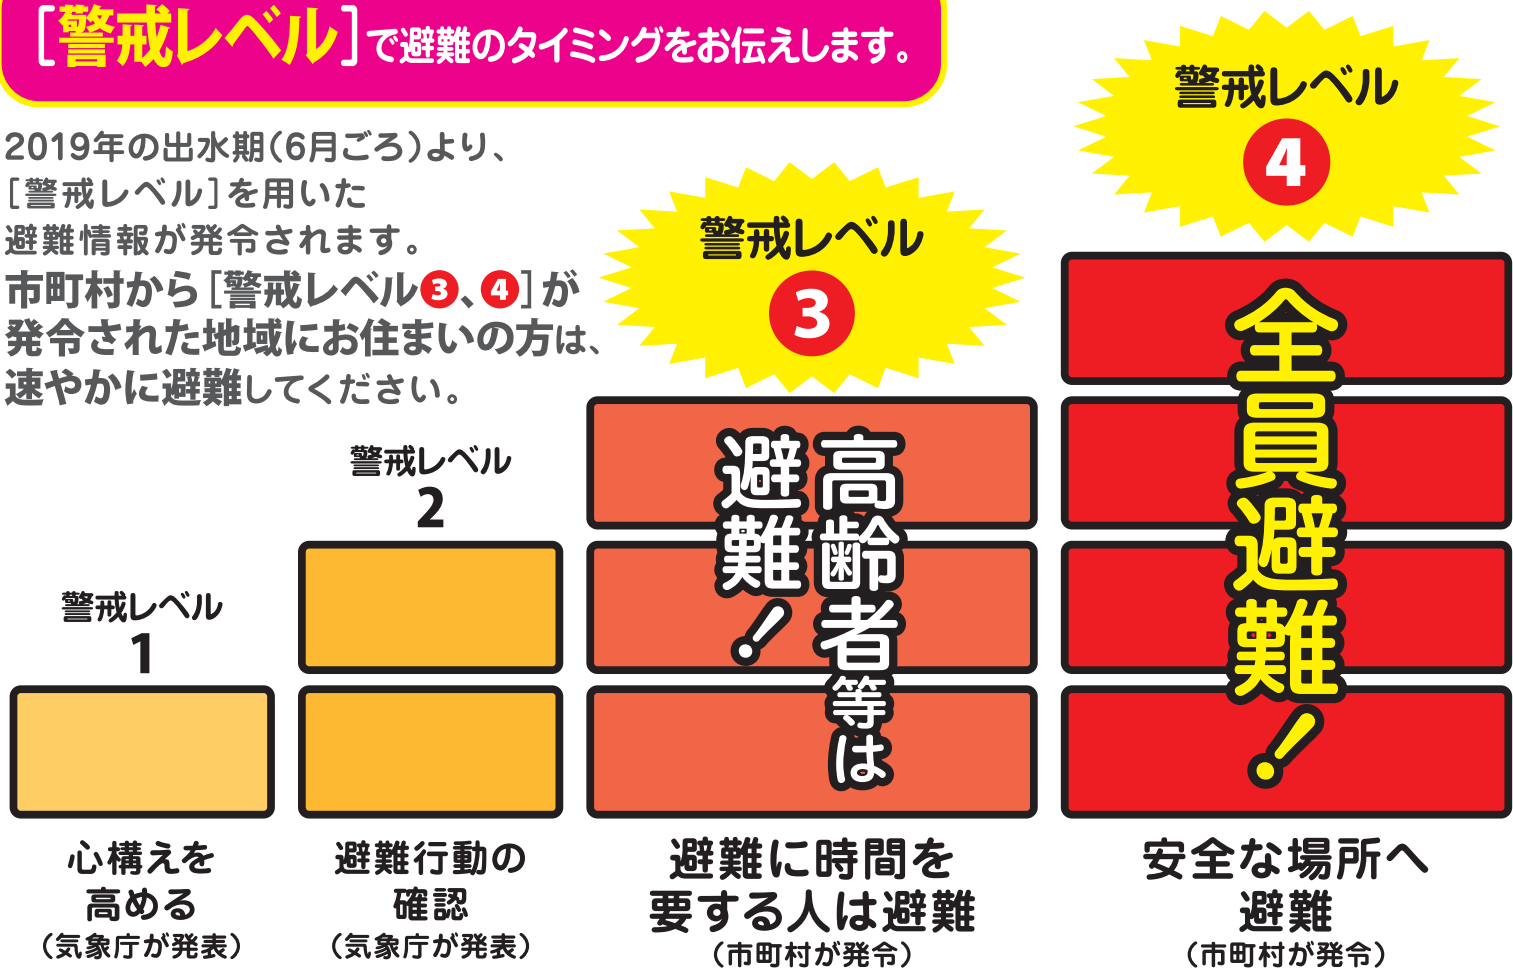 [警戒レベル]で避難のタイミングをお伝えします。
2019年の出水期(6月ごろ)より、
[警戒レベル]を用いた
避難情報が発令されます。
市町村から[警戒レベル3、4]が
発令された地域にお住まいの方は、
速やかに避難してください。
警戒レベル
1
心構えを
高める
(気象庁が発表)
警戒レベル
2
避難行動の
確認
(気象庁が発表)
警戒レベル
3
高齢者等は
避難!
避難に時間を
要する人は避難
(市町村が発令)
警戒レベル
4
全員避難!
安全な場所へ
避難
(市町村が発令)